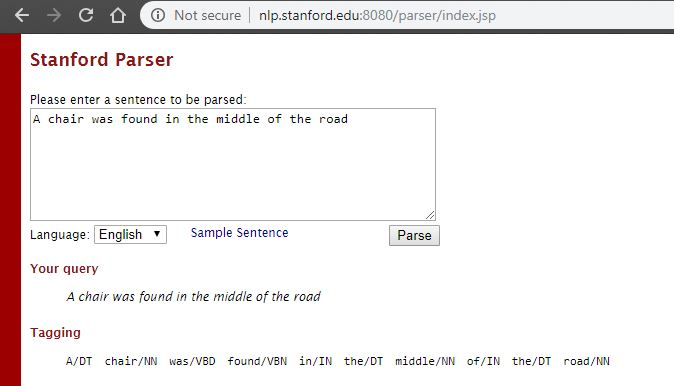 Not secure nlp.stanford.edu:8080/parser/index.jsp
Stanford Parser
Please enter a sentence to be parsed:
A chair was found in the middle of the road
Language: English Sample Sentence Parse
Your query
A chair was found in the middle of the road
Tagging
A/DT chair/NN was/VBD found/VBN in/IN the/DT middle/NN of/IN the/DT road/NN